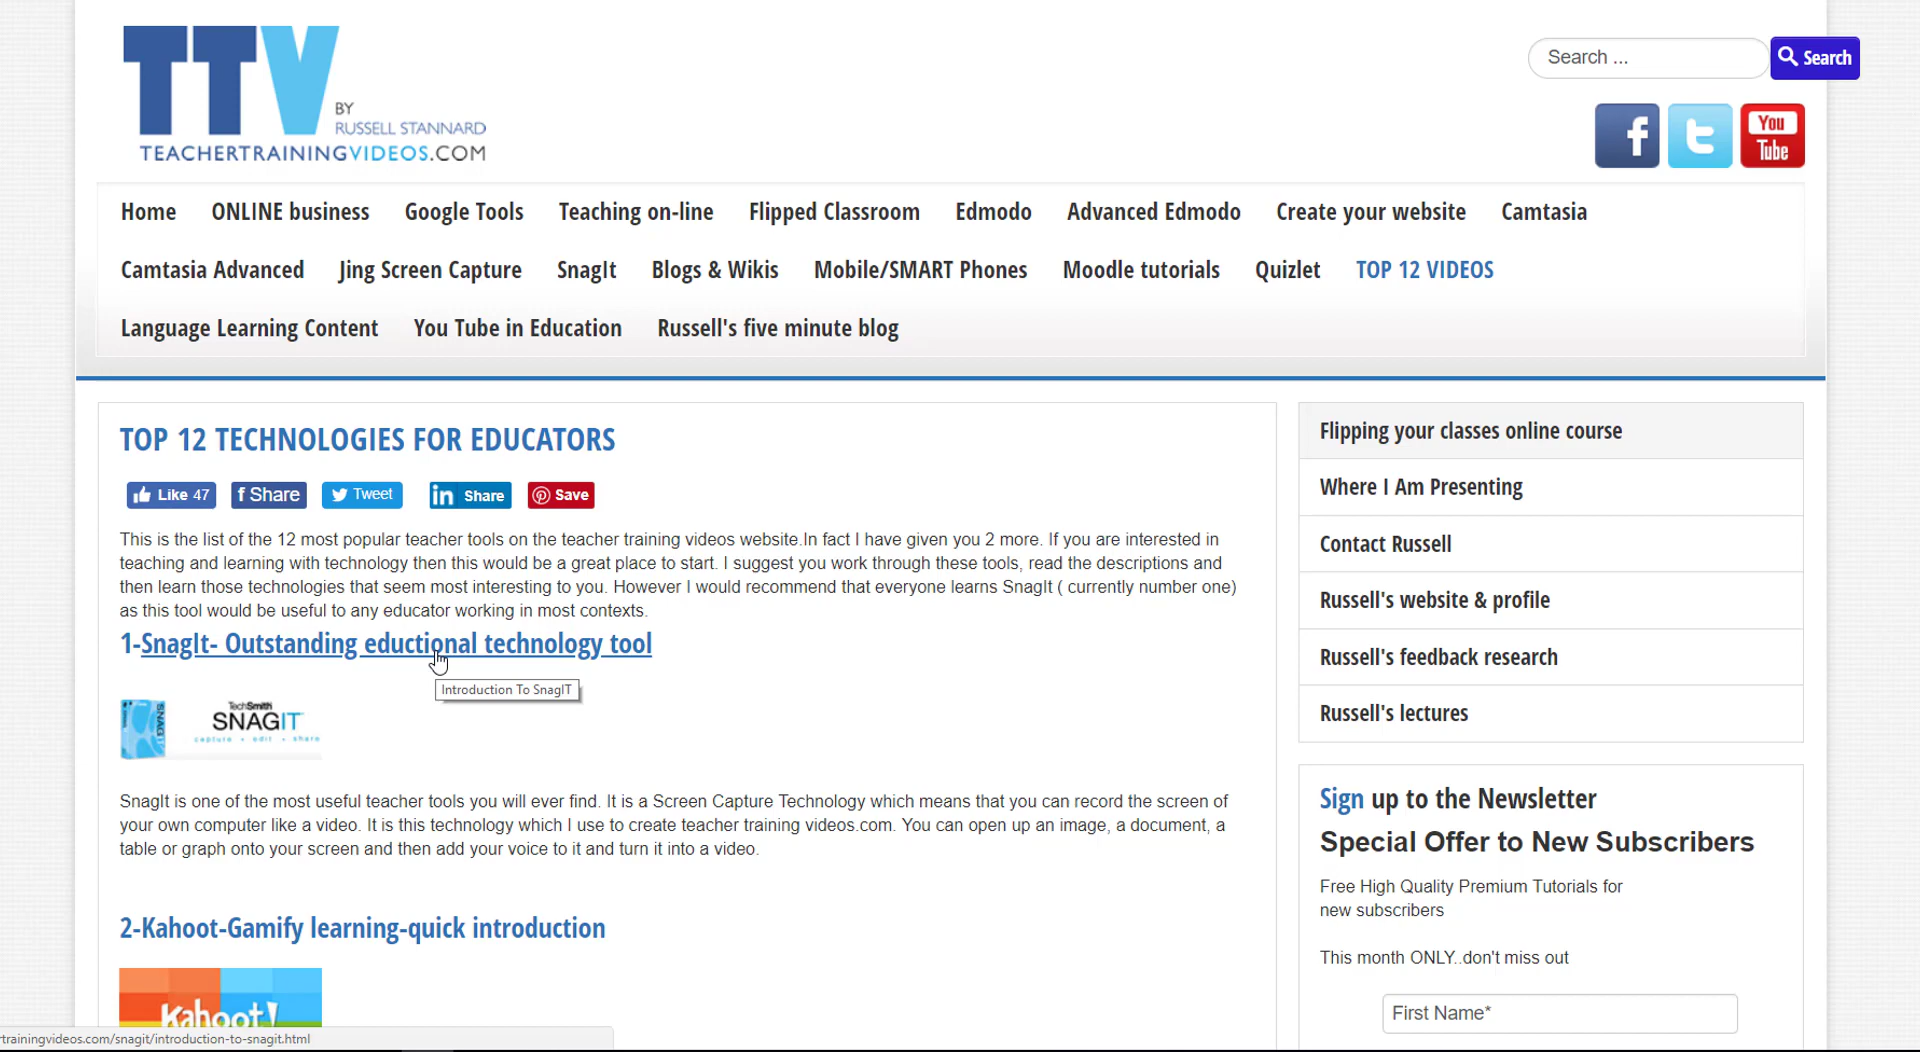 TTV
BY
RUSSELL STANNARD
TEACHERTRAININGVIDEOS.COM
Search ...
Search
f
t
You
Tube
Home ONLINE business Google Tools Teaching on-line Flipped Classroom Edmodo Advanced Edmodo Create your website Camtasia
Camtasia Advanced Jing Screen Capture SnagIt Blogs & Wikis Mobile/SMART Phones Moodle tutorials Quizlet TOP 12 VIDEOS
Language Learning Content You Tube in Education Russell's five minute blog
TOP 12 TECHNOLOGIES FOR EDUCATORS
Like 47 f Share Tweet in Share Save
This is the list of the 12 most popular teacher tools on the teacher training videos website.In fact I have given you 2 more. If you are interested in
teaching and learning with technology then this would be a great place to start. I suggest you work through these tools, read the descriptions and
then learn those technologies that seem most interesting to you. However I would recommend that everyone learns SnagIt ( currently number one)
as this tool would be useful to any educator working in most contexts.
1-SnagIt- Outstanding eductional technology tool
Introduction To SnagIT
TechSmith
SNAGIT
capture • edit • share
SNAGIT
SnagIt is one of the most useful teacher tools you will ever find. It is a Screen Capture Technology which means that you can record the screen of
your own computer like a video. It is this technology which I use to create teacher training videos.com. You can open up an image, a document, a
table or graph onto your screen and then add your voice to it and turn it into a video.
2-Kahoot-Gamify learning-quick introduction
Kahoot!
rtrainingvideos.com/snagit/introduction-to-snagit.html
Flipping your classes online course
Where I Am Presenting
Contact Russell
Russell's website & profile
Russell's feedback research
Russell's lectures
Sign up to the Newsletter
Special Offer to New Subscribers
Free High Quality Premium Tutorials for
new subscribers
This month ONLY..don't miss out
First Name*